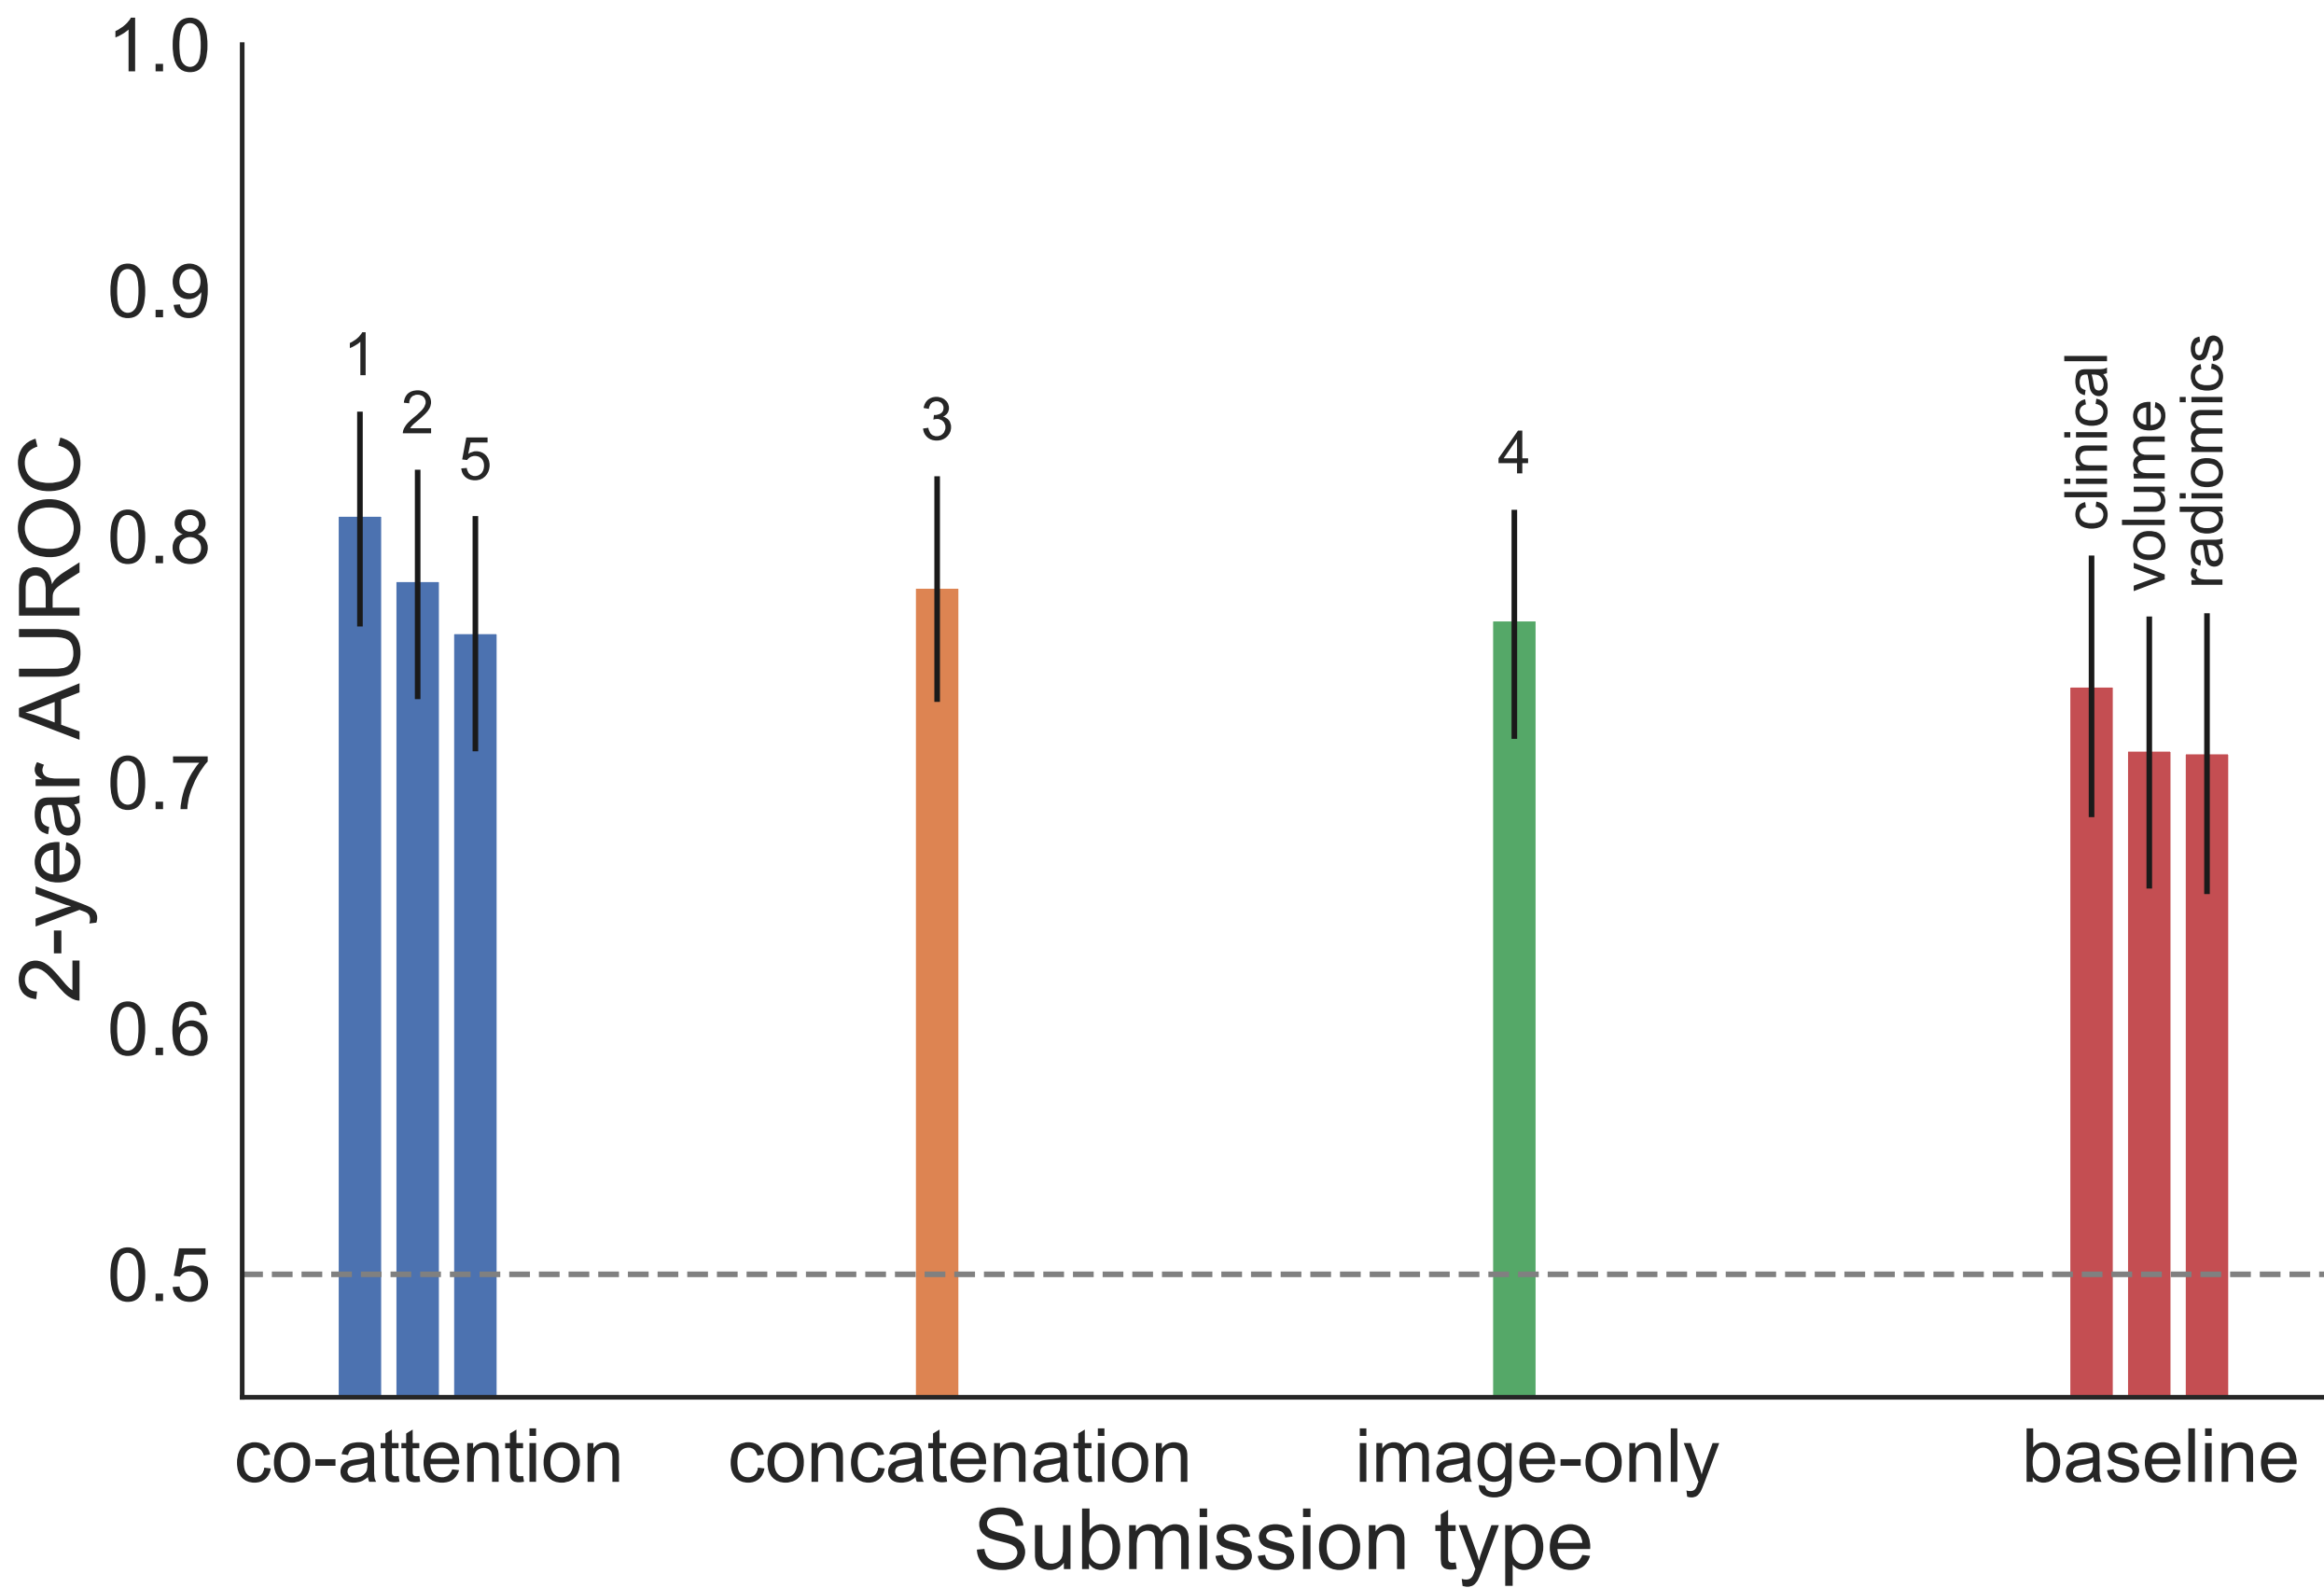 1.0
0.9
0.8
0.7
0.6
0.5
2-year AUROC
1
2
5
3
4
clinical
volume
radiomics
co-attention
concatenation
image-only
baseline
Submission type